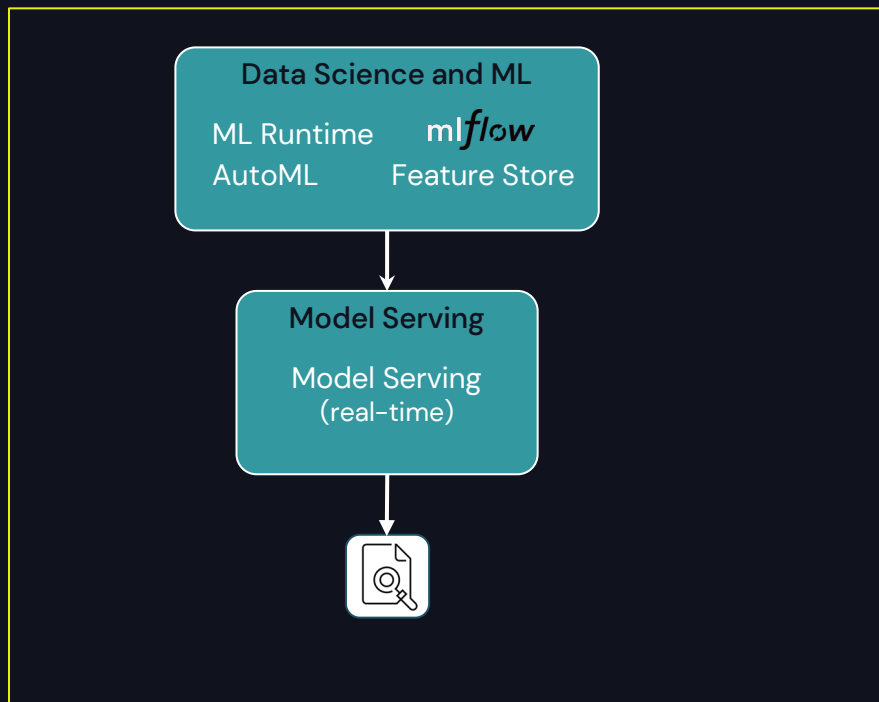 Data Science and ML
ML Runtime mlflow
AutoML Feature Store
Model Serving
Model Serving
(real-time)